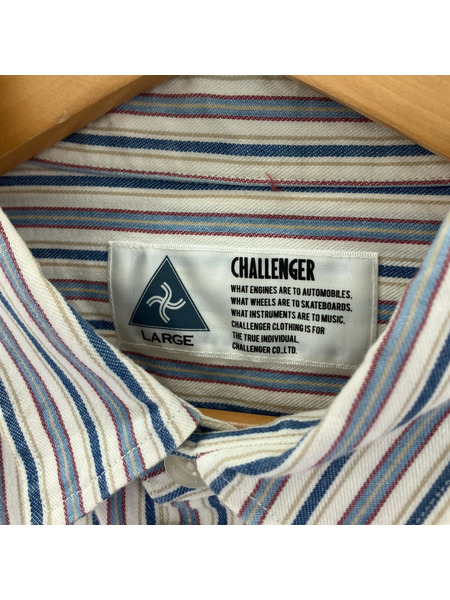 CHALLENGER
WHAT ENGINES ARE TO AUTOMOBILES,
WHAT WHEELS ARE TO SKATEBOARDS,
WHAT INSTRUMENTS ARE TO MUSIC,
CHALLENGER CLOTHING IS FOR
THE TRUE INDIVIDUAL.
CHALLENGER CO.,LTD.
LARGE